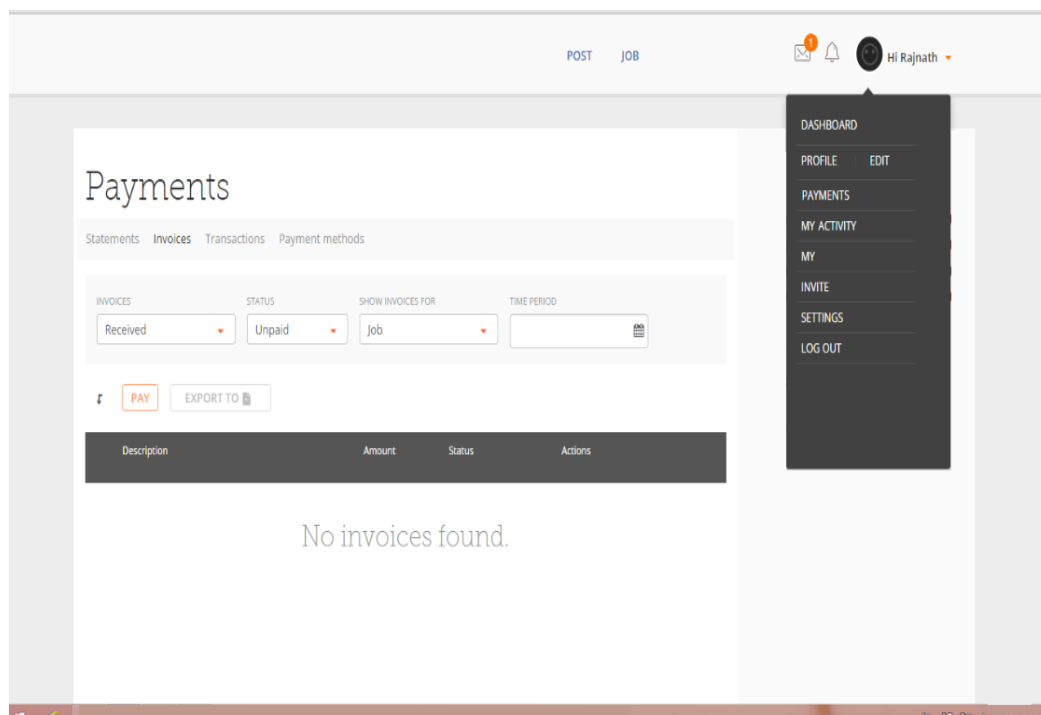 POST JOB 1 Hi Rajnath
DASHBOARD
PROFILE EDIT
PAYMENTS
MY ACTIVITY
MY
INVITE
SETTINGS
LOG OUT
Payments
Statements Invoices Transactions Payment methods
INVOICES STATUS SHOW INVOICES FOR TIME PERIOD
Received Unpaid Job
PAY EXPORT TO
Description Amount Status Actions
No invoices found.